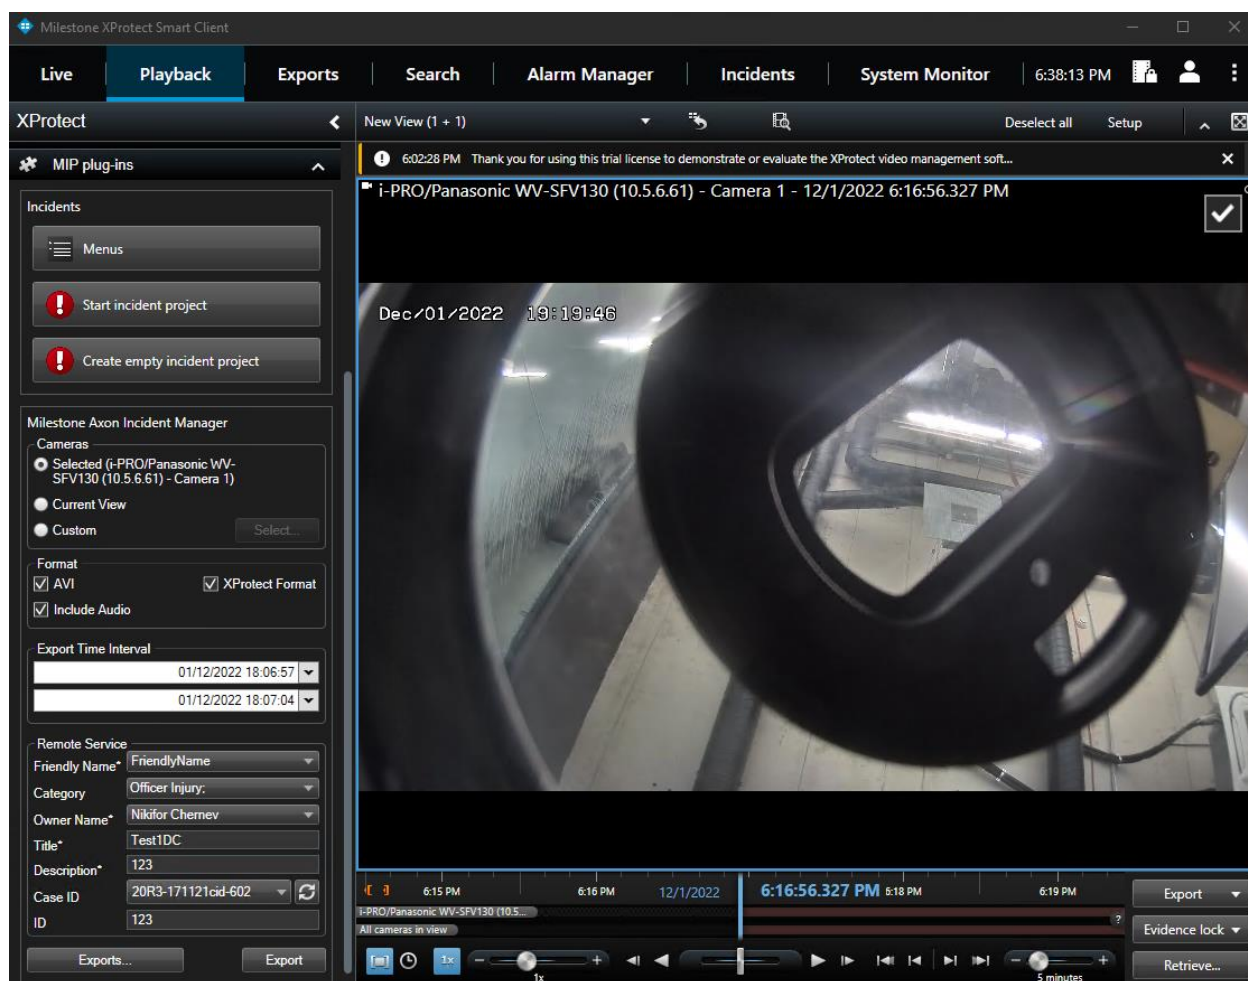 Milestone XProtect Smart Client
Live Playback Exports Search Alarm Manager Incidents System Monitor 6:38:13 PM
XProtect
New View (1 + 1) Deselect all Setup
MIP plug-ins
6:02:28 PM Thank you for using this trial license to demonstrate or evaluate the XProtect video management soft...
Incidents
Menus
Start incident project
Create empty incident project
Milestone Axon Incident Manager
Cameras
Selected (i-PRO/Panasonic WV-
SFV130 (10.5.6.61) - Camera 1)
Current View
Custom Select...
Format
AVI XProtect Format
Include Audio
Export Time Interval
01/12/2022 18:06:57
01/12/2022 18:07:04
Remote Service
Friendly Name* FriendlyName
Category Officer Injury;
Owner Name* Nikifor Chernev
Title* Test1DC
Description* 123
Case ID 20R3-171121cid-602
ID 123
Exports... Export
i-PRO/Panasonic WV-SFV130 (10.5.6.61) - Camera 1 - 12/1/2022 6:16:56.327 PM
Dec/01/2022 19:19:46
6:15 PM 6:16 PM 12/1/2022 6:16:56.327 PM 6:18 PM 6:19 PM
i-PRO/Panasonic WV-SFV130 (10.5...
?
All cameras in view
1x
1x 5 minutes
Export
Evidence lock
Retrieve...